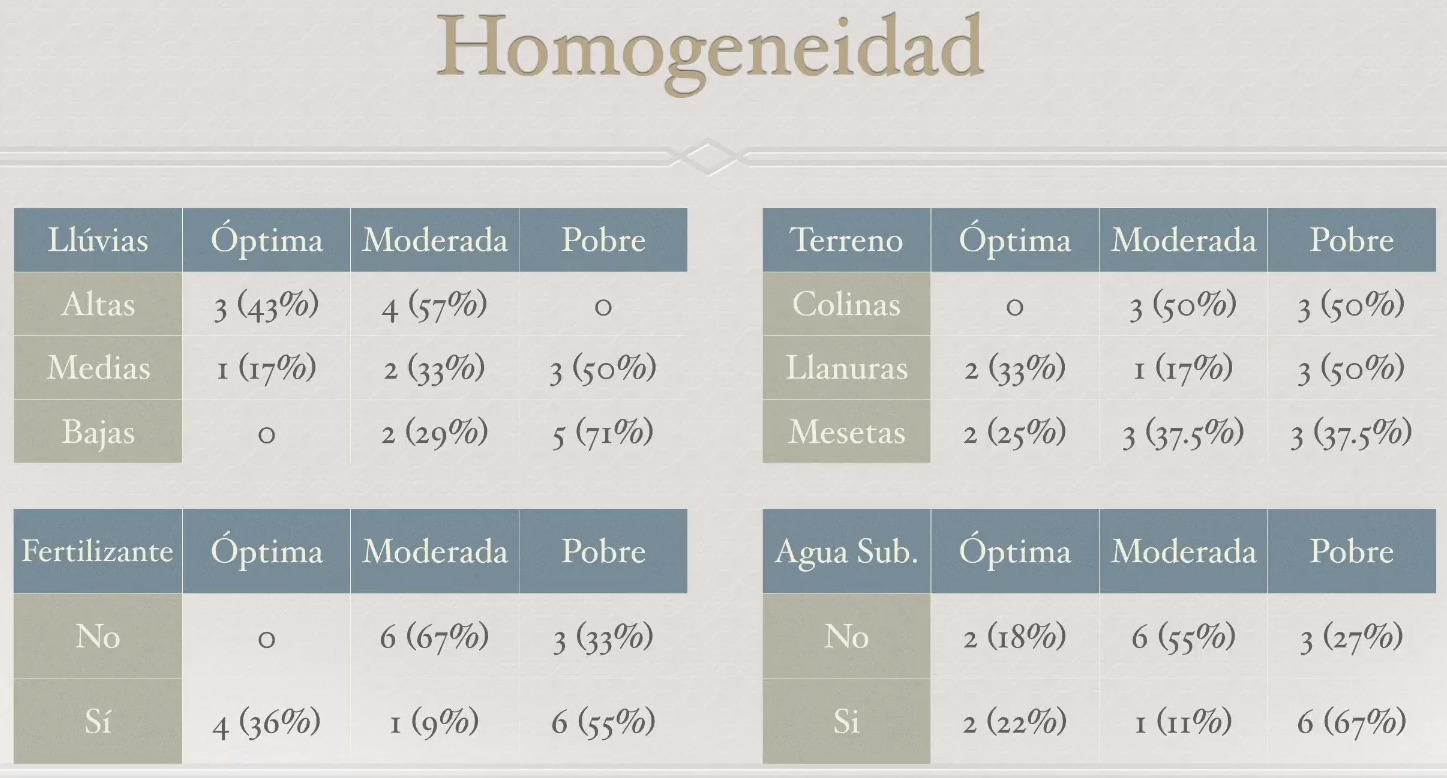 Homogeneidad
Llúvias Óptima Moderada Pobre
Altas 3 (43%) 4 (57%) 0
Medias 1 (17%) 2 (33%) 3 (50%)
Bajas 0 2 (29%) 5 (71%)
Terreno Óptima Moderada Pobre
Colinas 0 3 (50%) 3 (50%)
Llanuras 2 (33%) 1 (17%) 3 (50%)
Mesetas 2 (25%) 3 (37.5%) 3 (37.5%)
Fertilizante Óptima Moderada Pobre
No 0 6 (67%) 3 (33%)
Sí 4 (36%) 1 (9%) 6 (55%)
Agua Sub. Óptima Moderada Pobre
No 2 (18%) 6 (55%) 3 (27%)
Si 2 (22%) 1 (11%) 6 (67%)